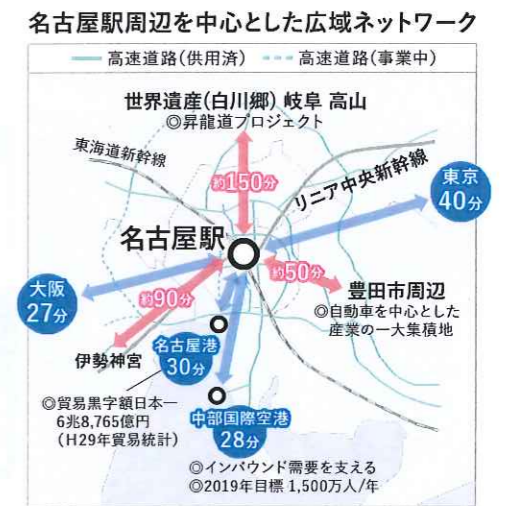 名古屋駅周辺を中心とした広域ネットワーク
高速道路(供用済)
高速道路(事業中)
世界遺産(白川郷) 岐阜 高山
◎昇龍道プロジェクト
東海道新幹線
約150分
リニア中央新幹線
東京
40分
名古屋駅
約50分
大阪
27分
約90分
豊田市周辺
◎自動車を中心とした
産業の一大集積地
伊勢神宮
名古屋港
30分
◎貿易黒字額日本一
6兆8,765億円
(H29年貿易統計)
中部国際空港
28分
◎インバウンド需要を支える
◎2019年目標 1,500万人/年